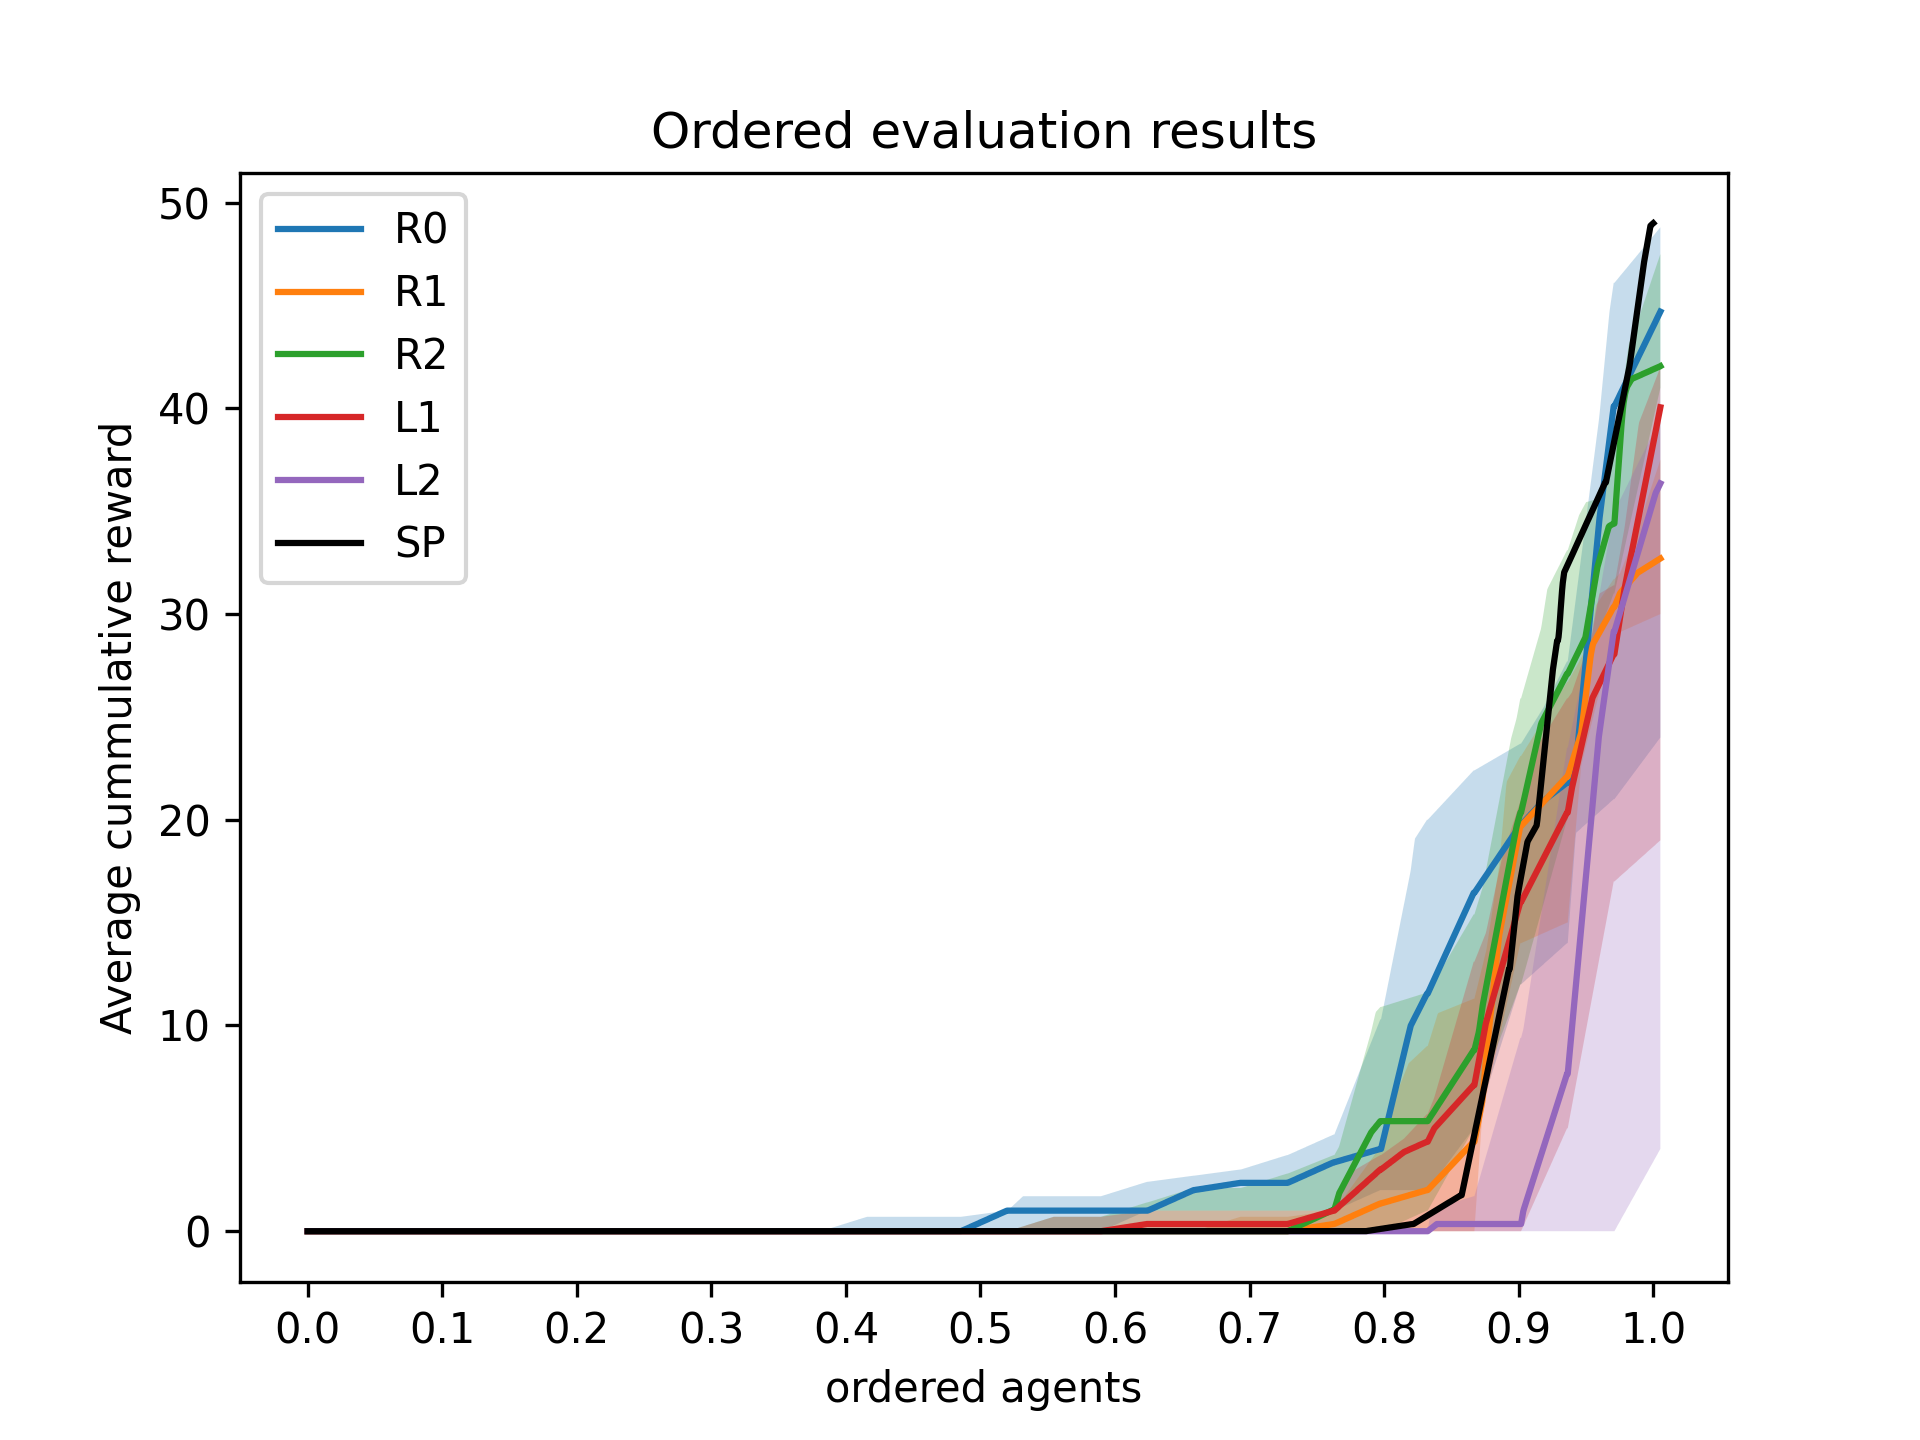 Ordered evaluation results
50
40
30
20
10
0
Average cummulative reward
R0
R1
R2
L1
L2
SP
0.0 0.1 0.2 0.3 0.4 0.5 0.6 0.7 0.8 0.9 1.0
ordered agents